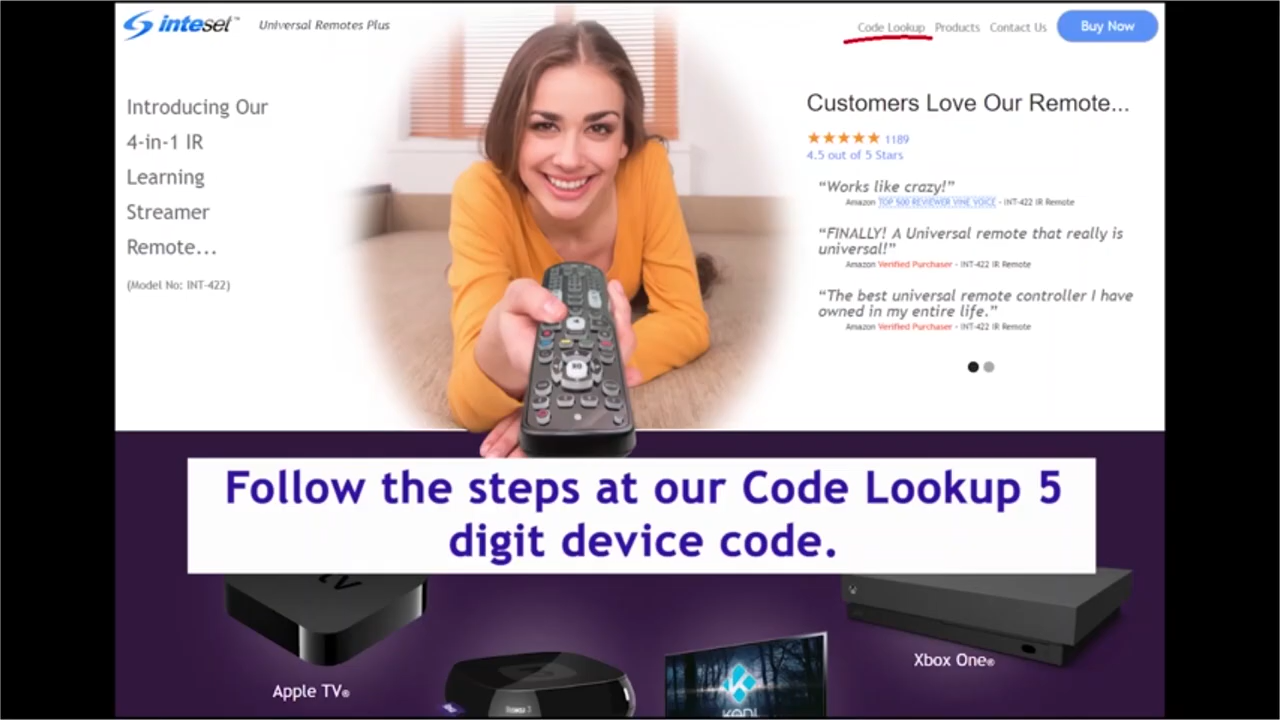 inteset™
Universal Remotes Plus
Code Lookup
Products
Contact Us
Buy Now
Introducing Our
4-in-1 IR
Learning
Streamer
Remote...
(Model No: INT-422)
Customers Love Our Remote...
1189
4.5 out of 5 Stars
“Works like crazy!”
Amazon TOP 500 REVIEWER VINE VOICE - INT-422 IR Remote
“FINALLY! A Universal remote that really is
universal!”
Amazon Verified Purchaser - INT-422 IR Remote
“The best universal remote controller I have
owned in my entire life.”
Amazon Verified Purchaser - INT-422 IR Remote
Follow the steps at our Code Lookup 5
digit device code.
tv
Apple TV®
Roku 3
KODI
Xbox One®